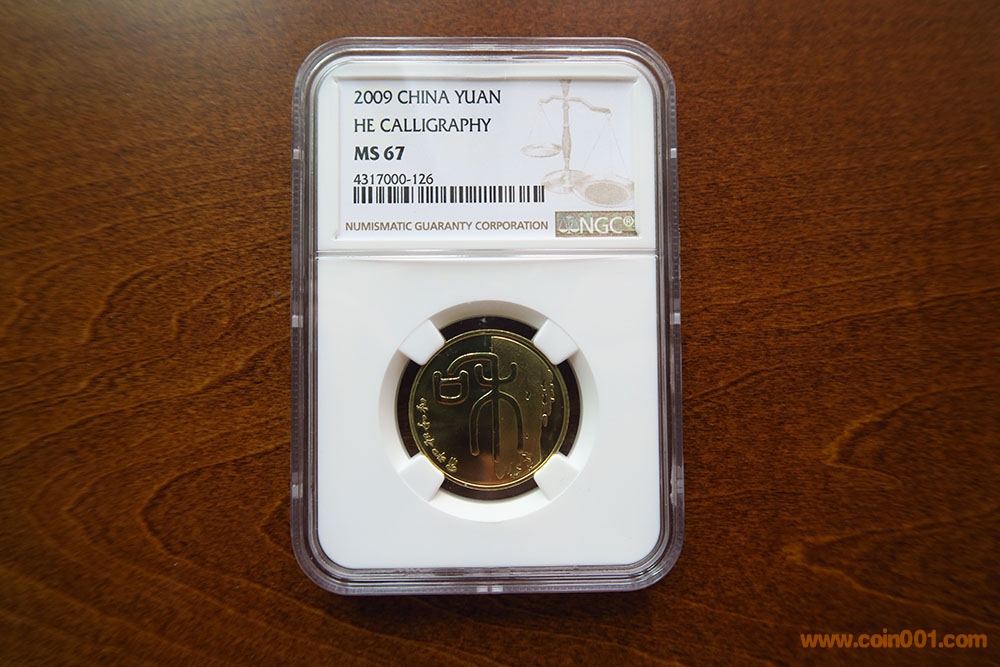 2009 CHINA YUAN
HE CALLIGRAPHY
MS 67
4317000-126
NUMISMATIC GUARANTY CORPORATION
NGC®
www.coin001.com